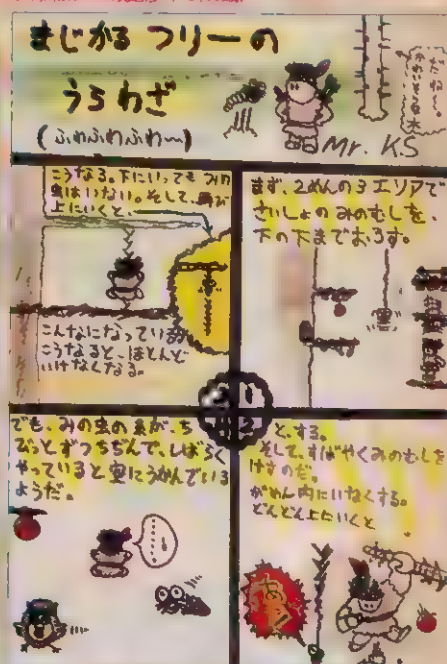 まじかるツリーの
うらわざ
(ふわふわふわ〜)
Mr. K.S
1
まず、2めんの3エリアで
さいしょのみのむしを、
下の下までおろす。
2
と、する。
そして、すばやくみのむしを
けすのだ。
がめん内にいなくする。
どんどん上にいくと
こうなる。下にいってもみの
虫はいない。そして、再び
上にいくと、
こんなになっている
こうなると、ほとんど
いけなくなる。
でも、みの虫の糸が、ち
ぢっとずつちぢんで、しばらく
やっていると空にうかんでいる
ようだ。